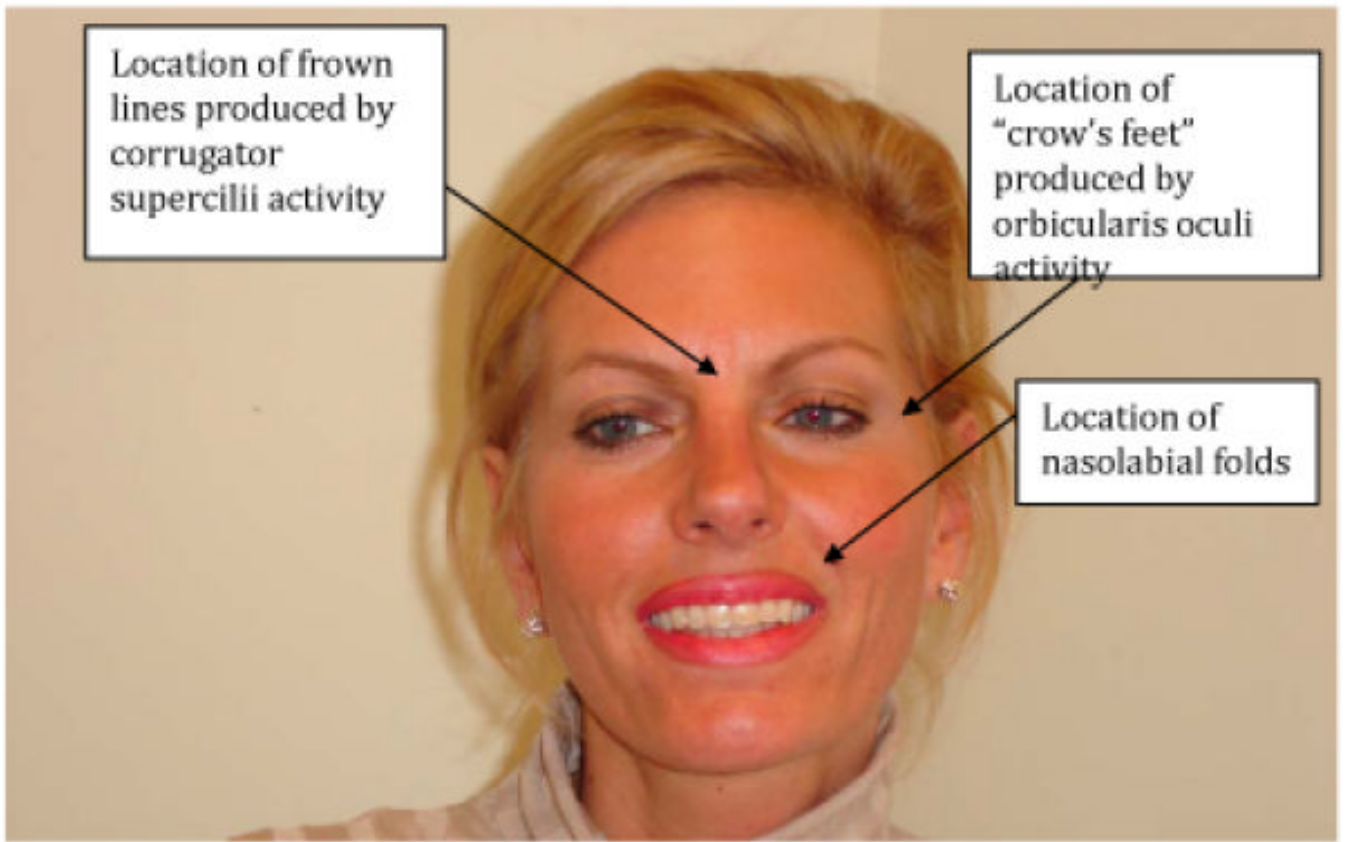 Location of frown
lines produced by
corrugator
supercilii activity
Location of
“crow’s feet”
produced by
orbicularis oculi
activity
Location of
nasolabial folds